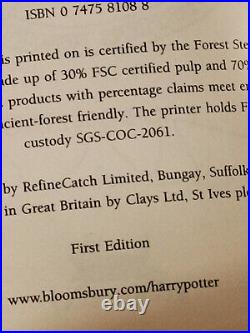 ISBN 0 7475 8108 8
is printed on is certified by the Forest Ste
de up of 30% FSC certified pulp and 70%
products with percentage claims meet en
cient-forest friendly. The printer holds F
custody SGS-COC-2061.
by RefineCatch Limited, Bungay, Suffolk
in Great Britain by Clays Ltd, St Ives pl
First Edition
www.bloomsbury.com/harrypotter